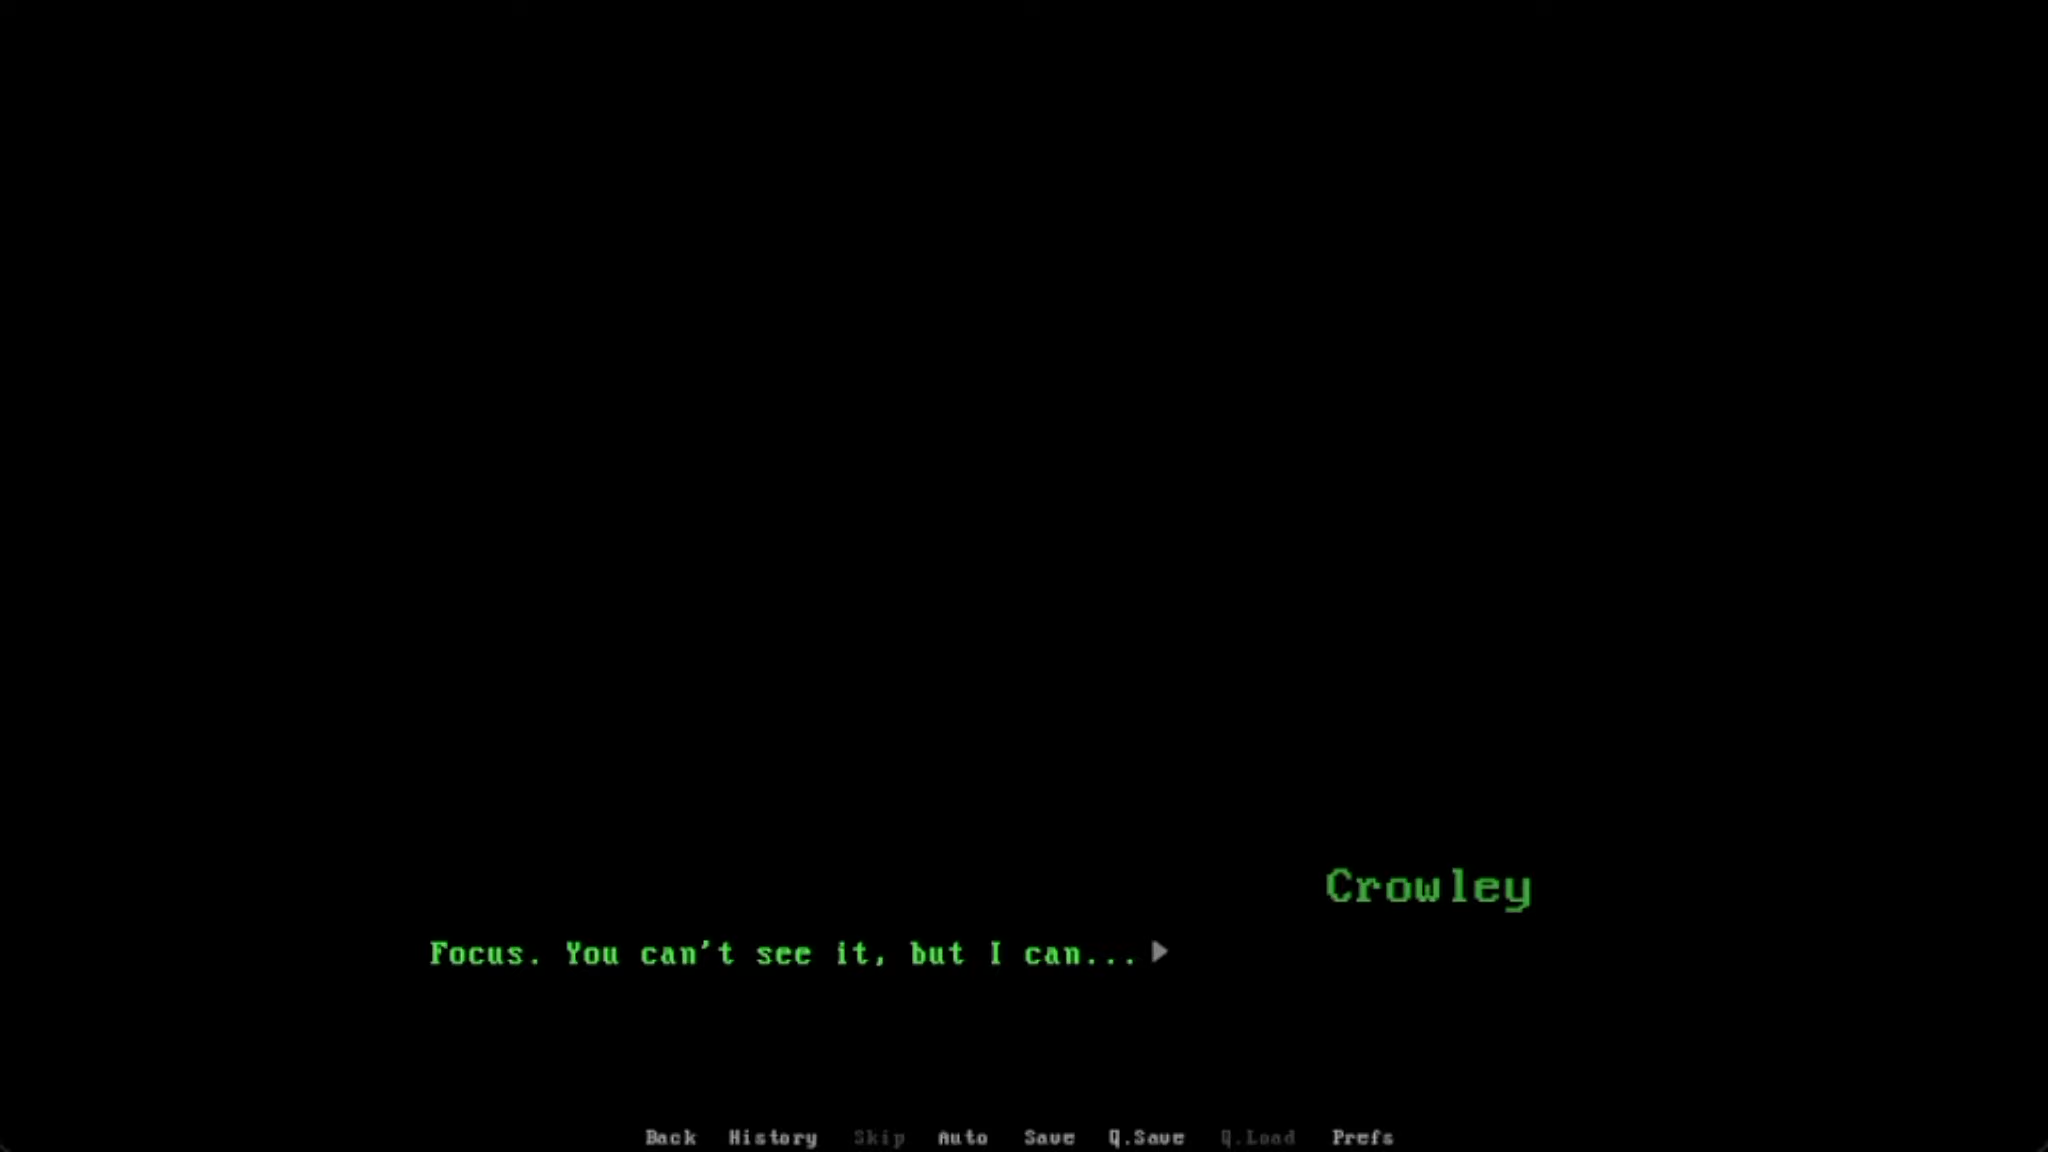 Crowley
Focus. You can't see it, but I can...
Back History Skip Auto Save Q.Save Q.Load Prefs